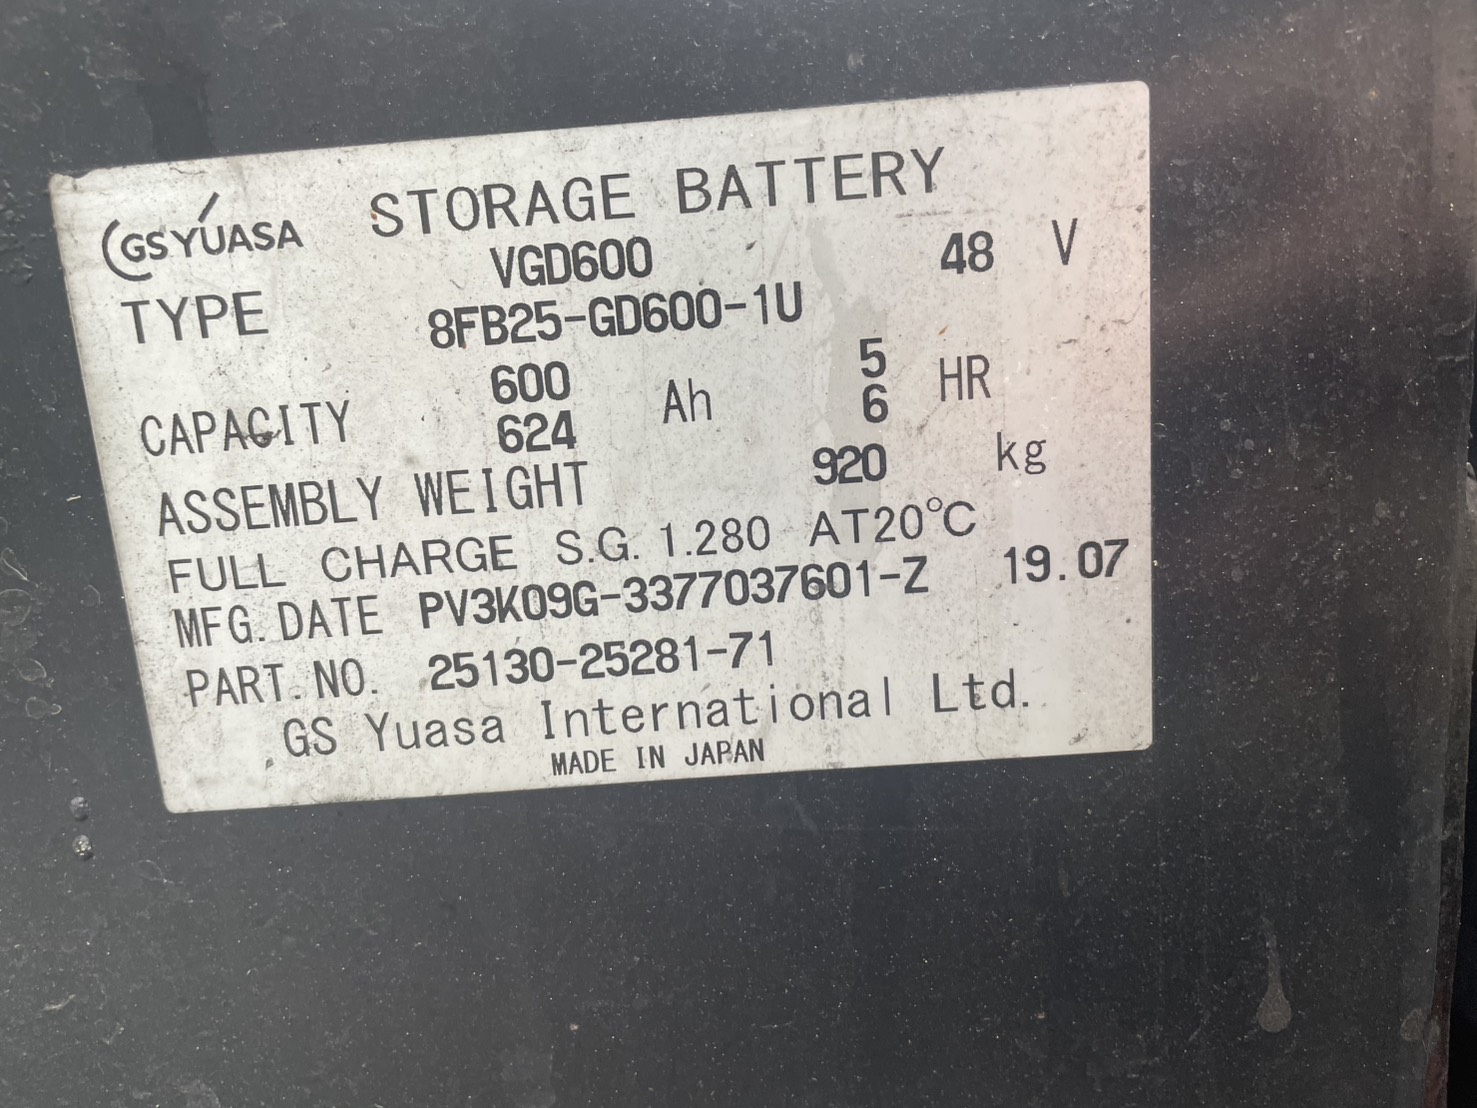 GS YUASA STORAGE BATTERY
VGD600 48 V
TYPE 8FB25-GD600-1U
600 5
CAPACITY Ah HR
624 6
ASSEMBLY WEIGHT 920 kg
FULL CHARGE S.G. 1.280 AT20°C
MFG. DATE PV3K09G-3377037601-Z 19.07
PART. NO. 25130-25281-71
GS Yuasa International Ltd.
MADE IN JAPAN